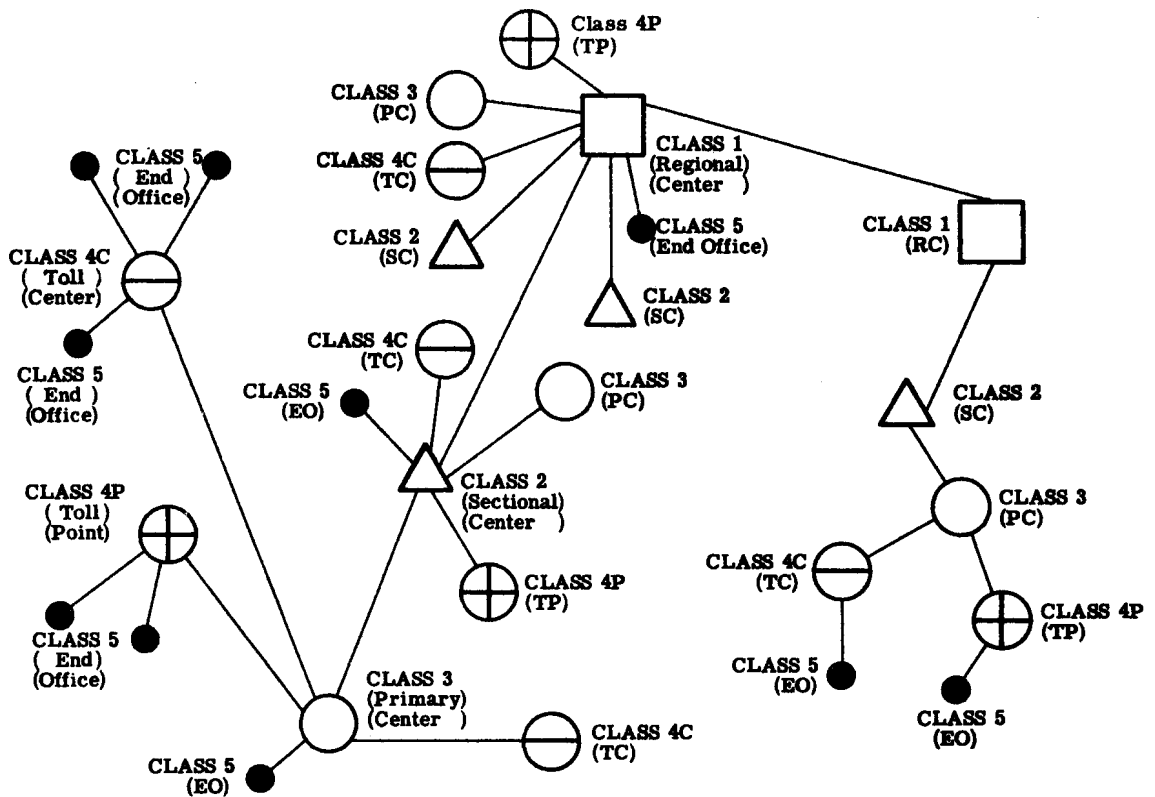 Class 4P
(TP)
CLASS 3
(PC)
CLASS 4C
(TC)
CLASS 2
(SC)
CLASS 1
(Regional)
(Center )
CLASS 5
(End Office)
CLASS 2
(SC)
CLASS 1
(RC)
CLASS 5
( End )
(Office)
CLASS 4C
( Toll )
(Center)
CLASS 5
( End )
(Office)
CLASS 4C
(TC)
CLASS 5
(EO)
CLASS 3
(PC)
CLASS 2
(Sectional)
(Center )
CLASS 4P
(TP)
CLASS 4P
( Toll )
(Point)
CLASS 5
( End )
(Office)
CLASS 3
(Primary)
(Center )
CLASS 5
(EO)
CLASS 4C
(TC)
CLASS 2
(SC)
CLASS 3
(PC)
CLASS 4C
(TC)
CLASS 4P
(TP)
CLASS 5
(EO)
CLASS 5
(EO)